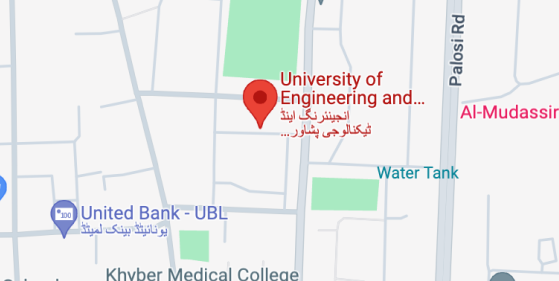 Palosi Rd
University of
Engineering and...
انجینئرنگ اینڈ
ٹیکنالوجی پشاور...
Al-Mudassir
Water Tank
100
United Bank - UBL
یونائیٹڈ بینک لمیٹڈ
Khyber Medical College